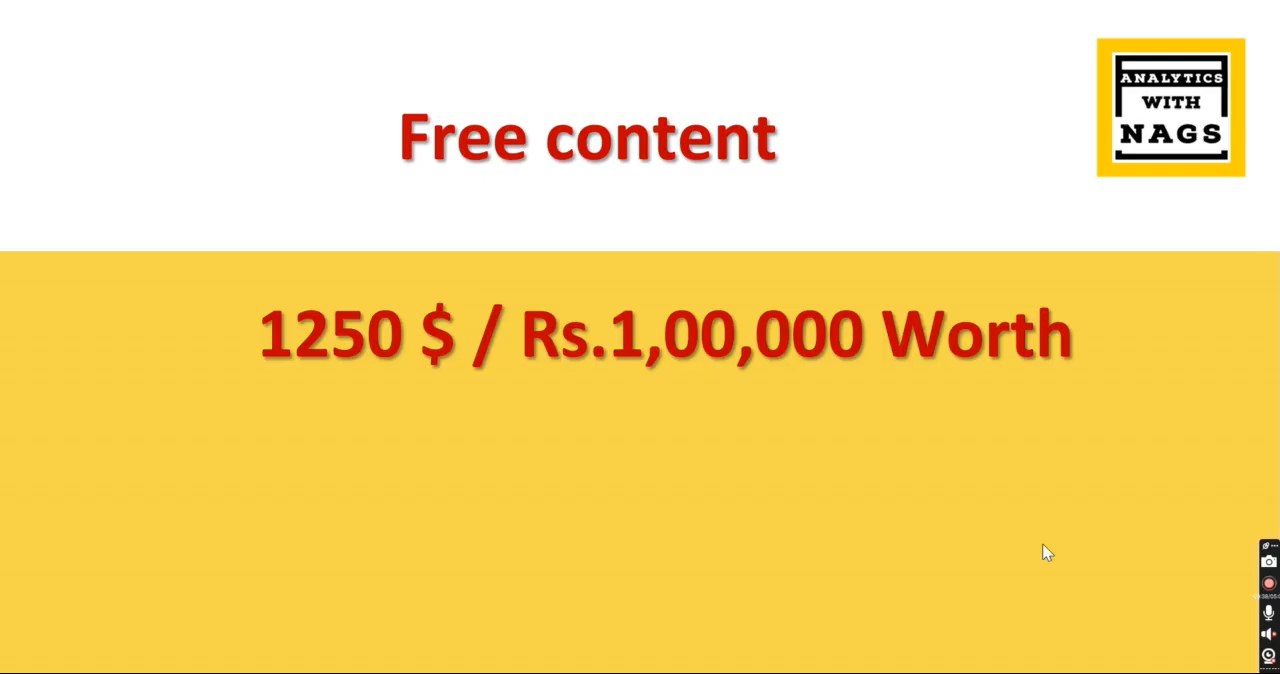 Free content
ANALYTICS
WITH
NAGS
1250 $ / Rs.1,00,000 Worth